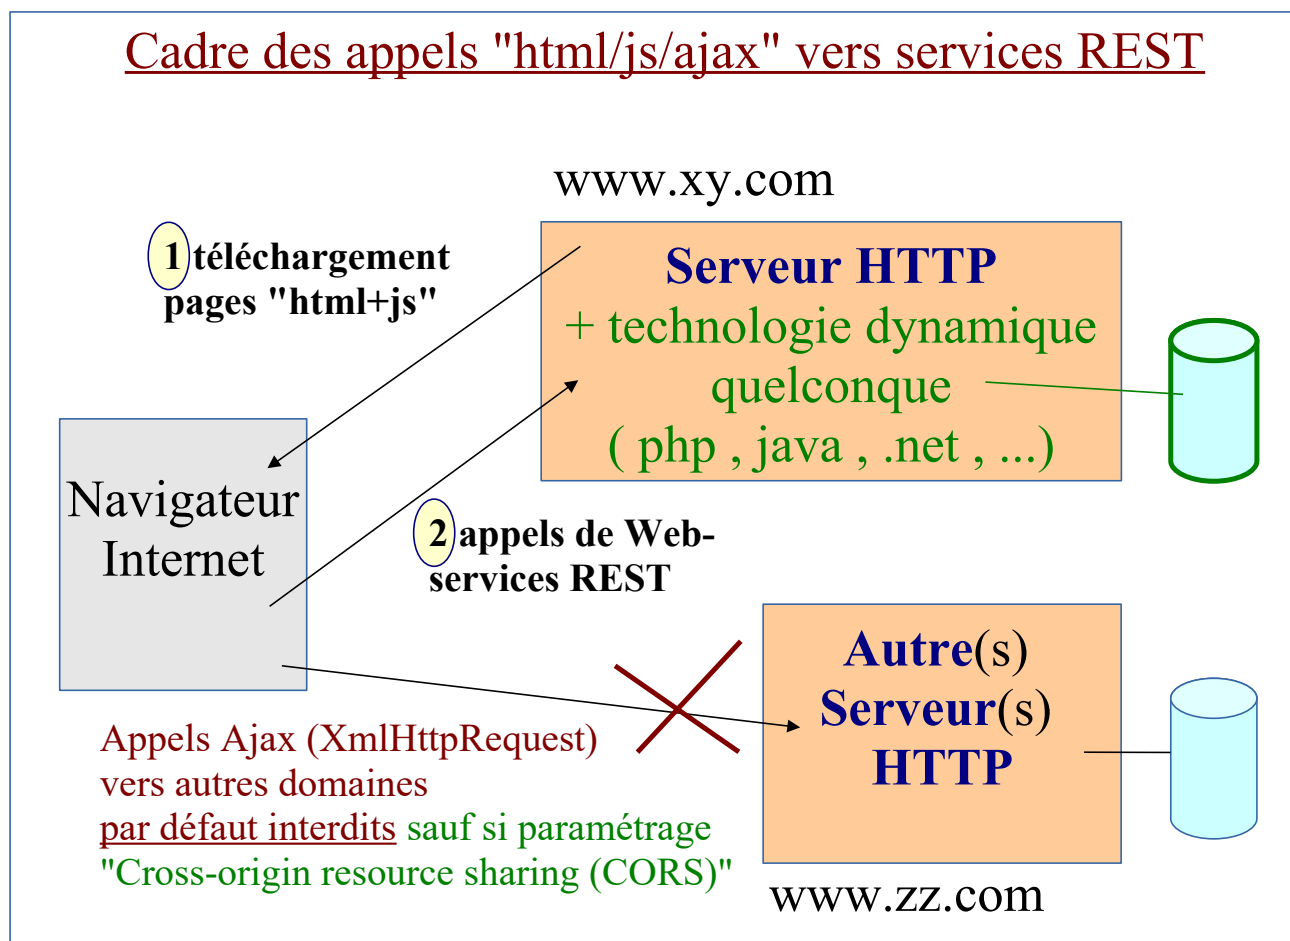 Cadre des appels "html/js/ajax" vers services REST
www.xy.com
1 téléchargement
pages "html+js"
Serveur HTTP
+ technologie dynamique
quelconque
( php , java , .net , ...)
Navigateur
Internet
2 appels de Web-
services REST
Autre(s)
Serveur(s)
HTTP
Appels Ajax (XmlHttpRequest)
vers autres domaines
par défaut interdits sauf si paramétrage
"Cross-origin resource sharing (CORS)"
www.zz.com